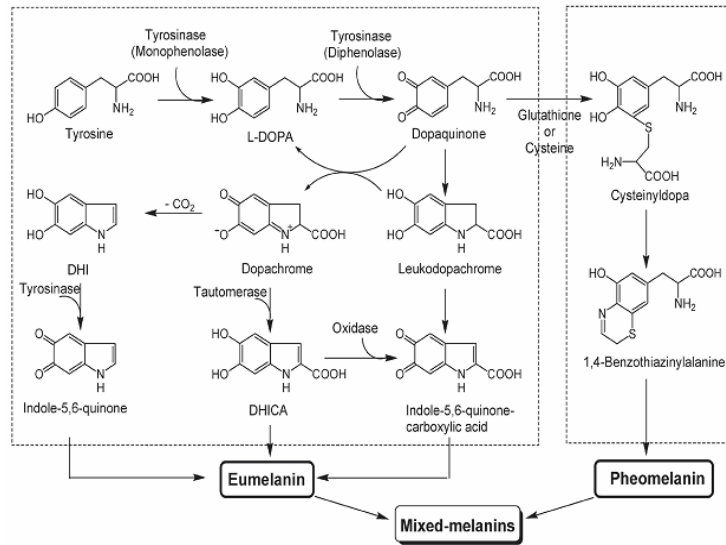 Tyrosinase
(Monophenolase)
Tyrosinase
(Diphenolase)
HO
COOH
NH₂
Tyrosine
HO
HO
COOH
NH₂
L-DOPA
O
O
COOH
NH₂
Dopaquinone
Glutathione
or
Cysteine
HO
HO
COOH
NH₂
S
H₂N
COOH
Cysteinyldopa
HO
HO
N
H
DHI
- CO₂
O
⁻O
N⁺
H
COOH
Dopachrome
HO
HO
N
H
COOH
Leukodopachrome
Tyrosinase
Tautomerase
Oxidase
O
O
N
H
Indole-5,6-quinone
HO
HO
N
H
COOH
DHICA
O
O
N
H
COOH
Indole-5,6-quinone-
carboxylic acid
HO
COOH
NH₂
N
S
1,4-Benzothiazinylalanine
Eumelanin
Pheomelanin
Mixed-melanins